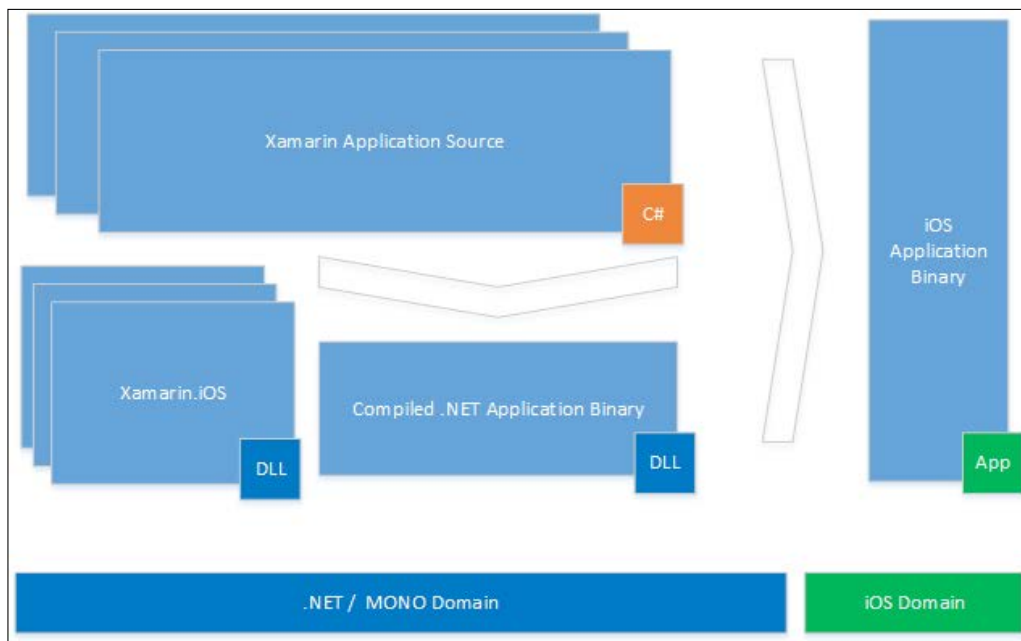 Xamarin Application Source
C#
iOS
Application
Binary
Xamarin.iOS
DLL
Compiled .NET Application Binary
DLL
App
.NET / MONO Domain
iOS Domain